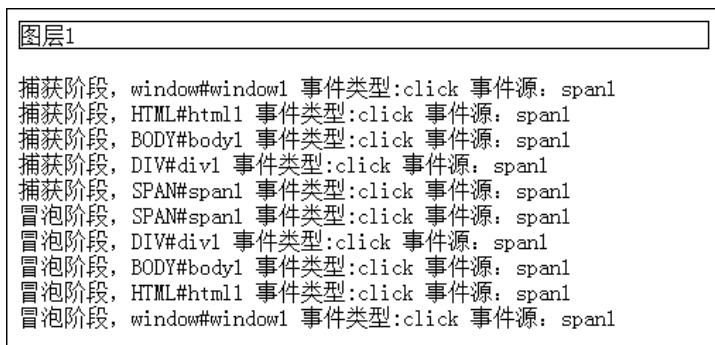 图层1
捕获阶段，window#window1 事件类型:click 事件源：span1
捕获阶段，HTML#html1 事件类型:click 事件源：span1
捕获阶段，BODY#body1 事件类型:click 事件源：span1
捕获阶段，DIV#div1 事件类型:click 事件源：span1
捕获阶段，SPAN#span1 事件类型:click 事件源：span1
冒泡阶段，SPAN#span1 事件类型:click 事件源：span1
冒泡阶段，DIV#div1 事件类型:click 事件源：span1
冒泡阶段，BODY#body1 事件类型:click 事件源：span1
冒泡阶段，HTML#html1 事件类型:click 事件源：span1
冒泡阶段，window#window1 事件类型:click 事件源：span1